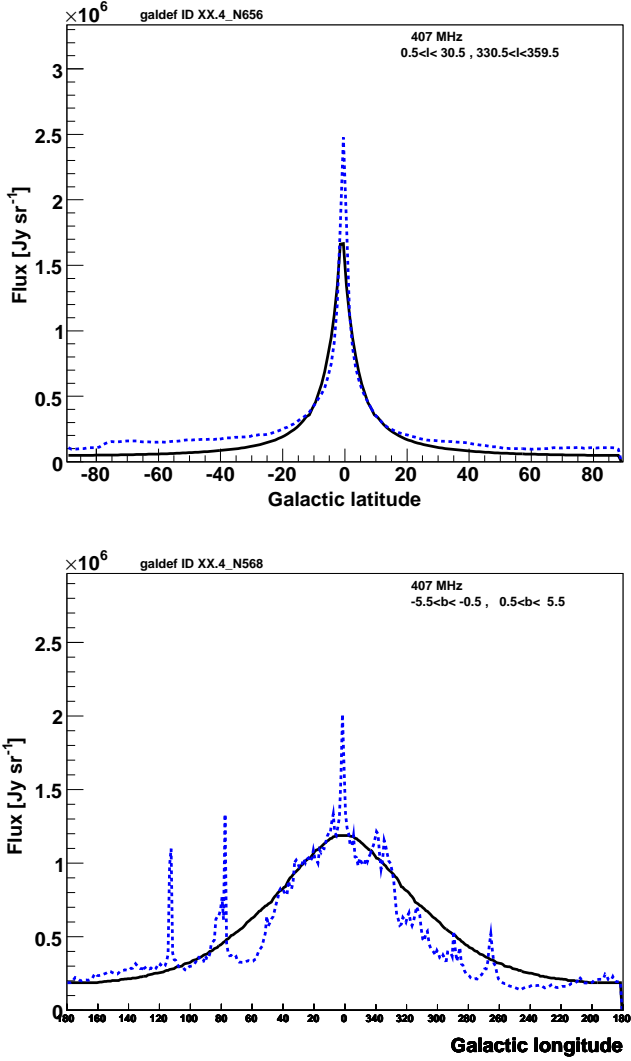 ×10^6
galdef ID XX.4_N656
407 MHz
0.5<l< 30.5 , 330.5<l<359.5
3
2.5
2
1.5
1
0.5
0
Flux [Jy sr^-1]
-80 -60 -40 -20 0 20 40 60 80
Galactic latitude
×10^6
galdef ID XX.4_N568
407 MHz
-5.5<b< -0.5 , 0.5<b< 5.5
2.5
2
1.5
1
0.5
0
Flux [Jy sr^-1]
180 160 140 120 100 80 60 40 20 0 340 320 300 280 260 240 220 200 180
Galactic longitude